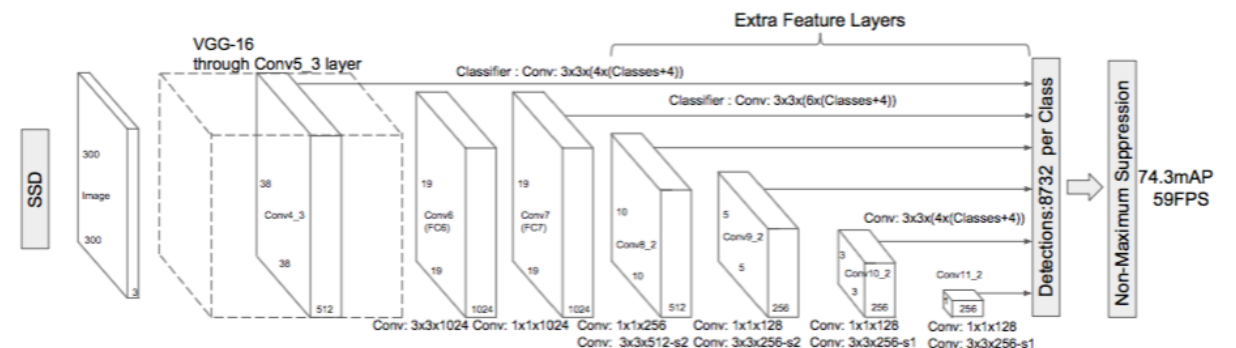 Extra Feature Layers
VGG-16
through Conv5_3 layer
Classifier : Conv: 3x3x(4x(Classes+4))
Classifier : Conv: 3x3x(6x(Classes+4))
SSD
300
Image
300
3
38
Conv4_3
38
512
19
Conv6
(FC6)
19
1024
19
Conv7
(FC7)
19
1024
10
Conv8_2
10
512
5
Conv9_2
5
256
Conv: 3x3x(4x(Classes+4))
3
Conv10_2
3
256
Conv11_2
256
Conv: 3x3x1024
Conv: 1x1x1024
Conv: 1x1x256
Conv: 3x3x512-s2
Conv: 1x1x128
Conv: 3x3x256-s2
Conv: 1x1x128
Conv: 3x3x256-s1
Conv: 1x1x128
Conv: 3x3x256-s1
Detections:8732 per Class
Non-Maximum Suppression
74.3mAP
59FPS